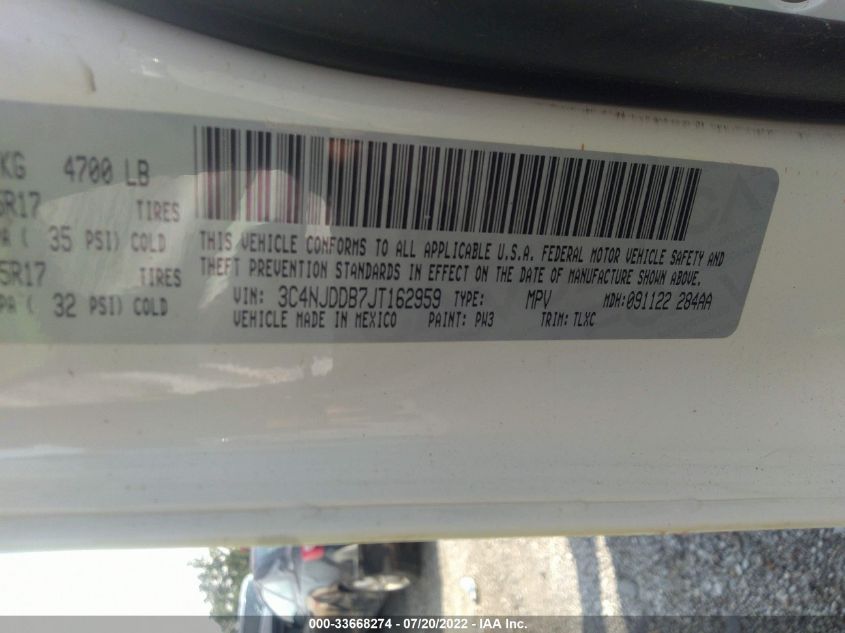 KG 4700 LB
5R17 TIRES
PA ( 35 PSI) COLD
5R17 TIRES
PA ( 32 PSI) COLD
THIS VEHICLE CONFORMS TO ALL APPLICABLE U.S.A. FEDERAL MOTOR VEHICLE SAFETY AND
THEFT PREVENTION STANDARDS IN EFFECT ON THE DATE OF MANUFACTURE SHOWN ABOVE.
VIN: 3C4NJDDB7JT162959 TYPE: MPV MDH:091122 284AA
VEHICLE MADE IN MEXICO PAINT: PW3 TRIM: TLXC
000-33668274 / 07/20/2022 - IAA Inc.